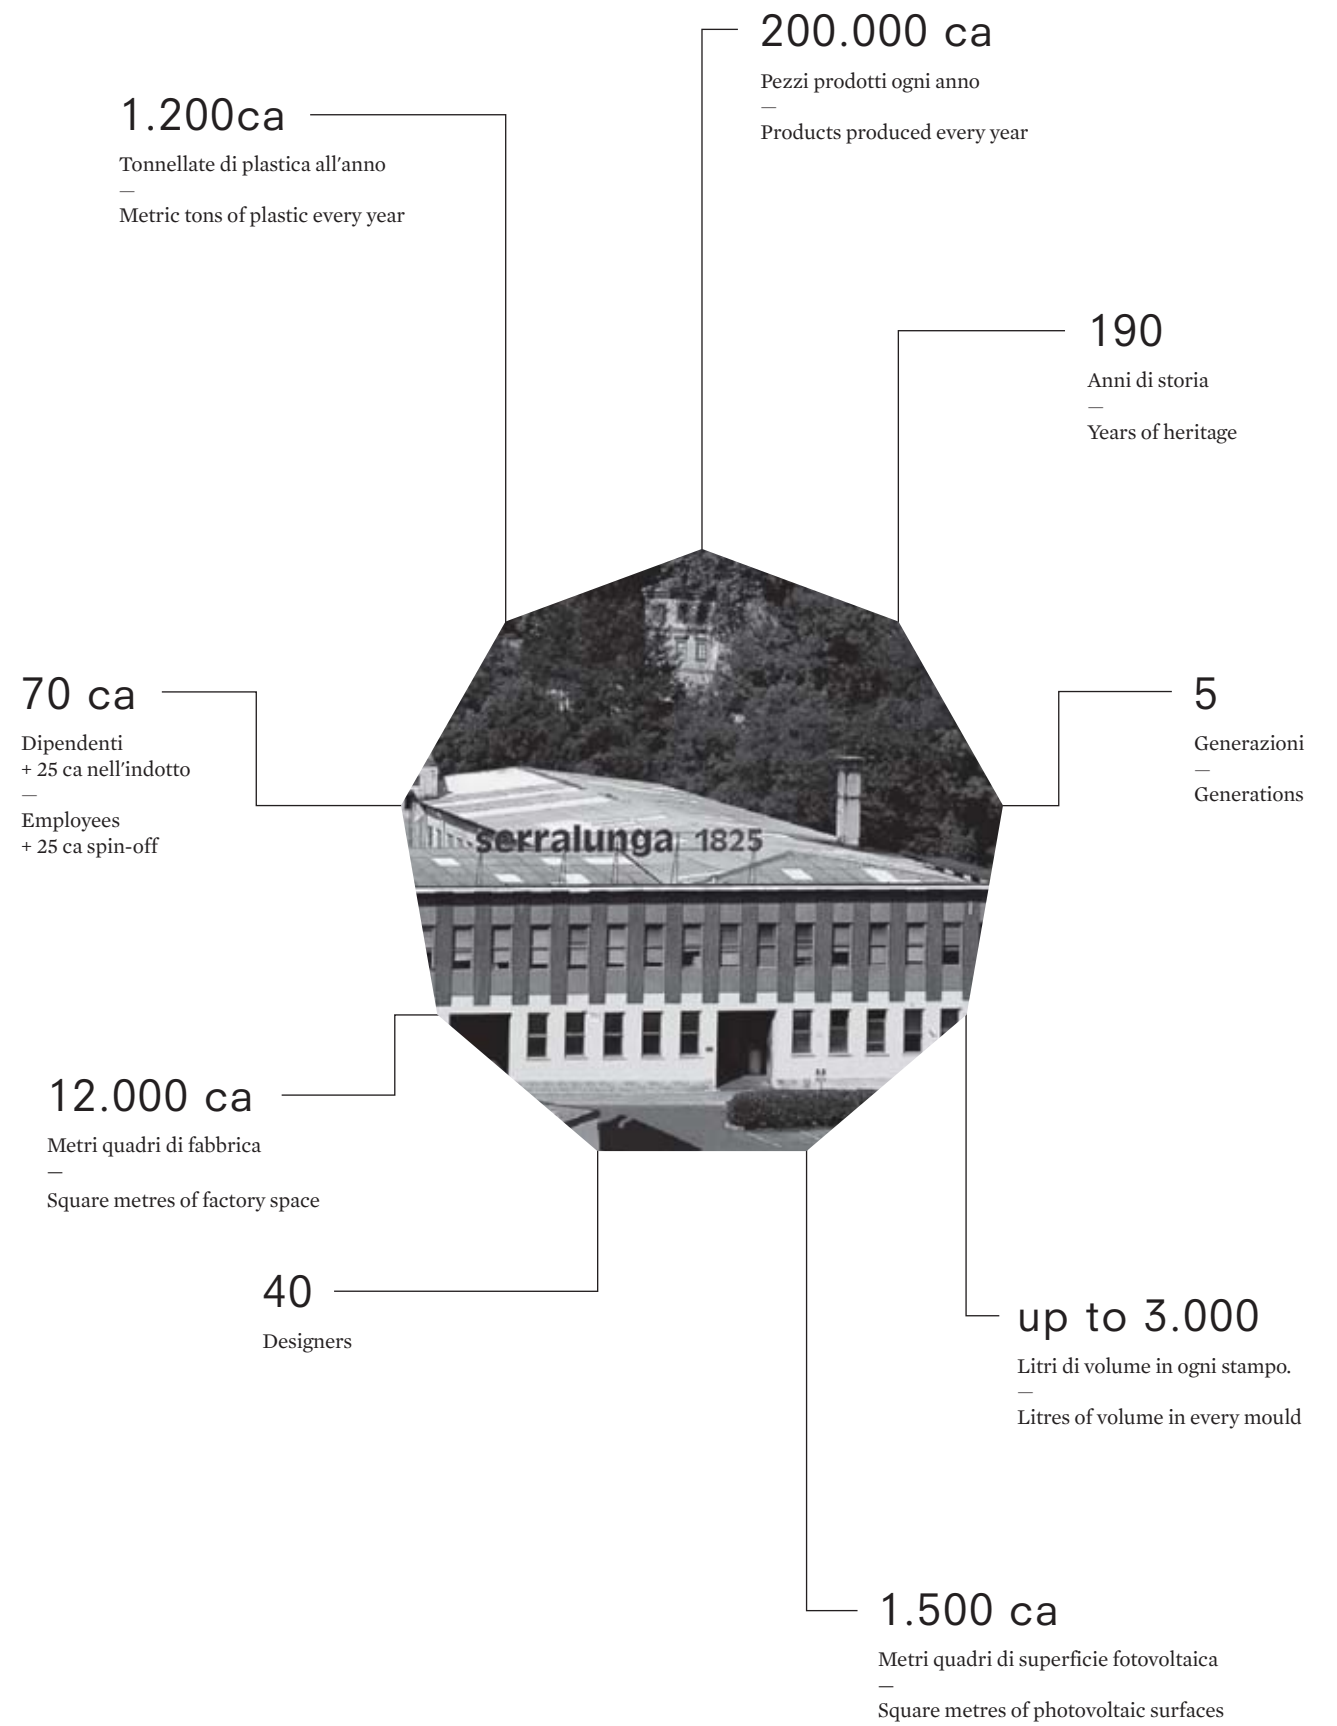 200.000 ca
Pezzi prodotti ogni anno
—
Products produced every year
1.200ca
Tonnellate di plastica all'anno
—
Metric tons of plastic every year
190
Anni di storia
—
Years of heritage
70 ca
Dipendenti
+ 25 ca nell'indotto
—
Employees
+ 25 ca spin-off
5
Generazioni
—
Generations
serralunga 1825
12.000 ca
Metri quadri di fabbrica
—
Square metres of factory space
40
Designers
up to 3.000
Litri di volume in ogni stampo.
—
Litres of volume in every mould
1.500 ca
Metri quadri di superficie fotovoltaica
—
Square metres of photovoltaic surfaces